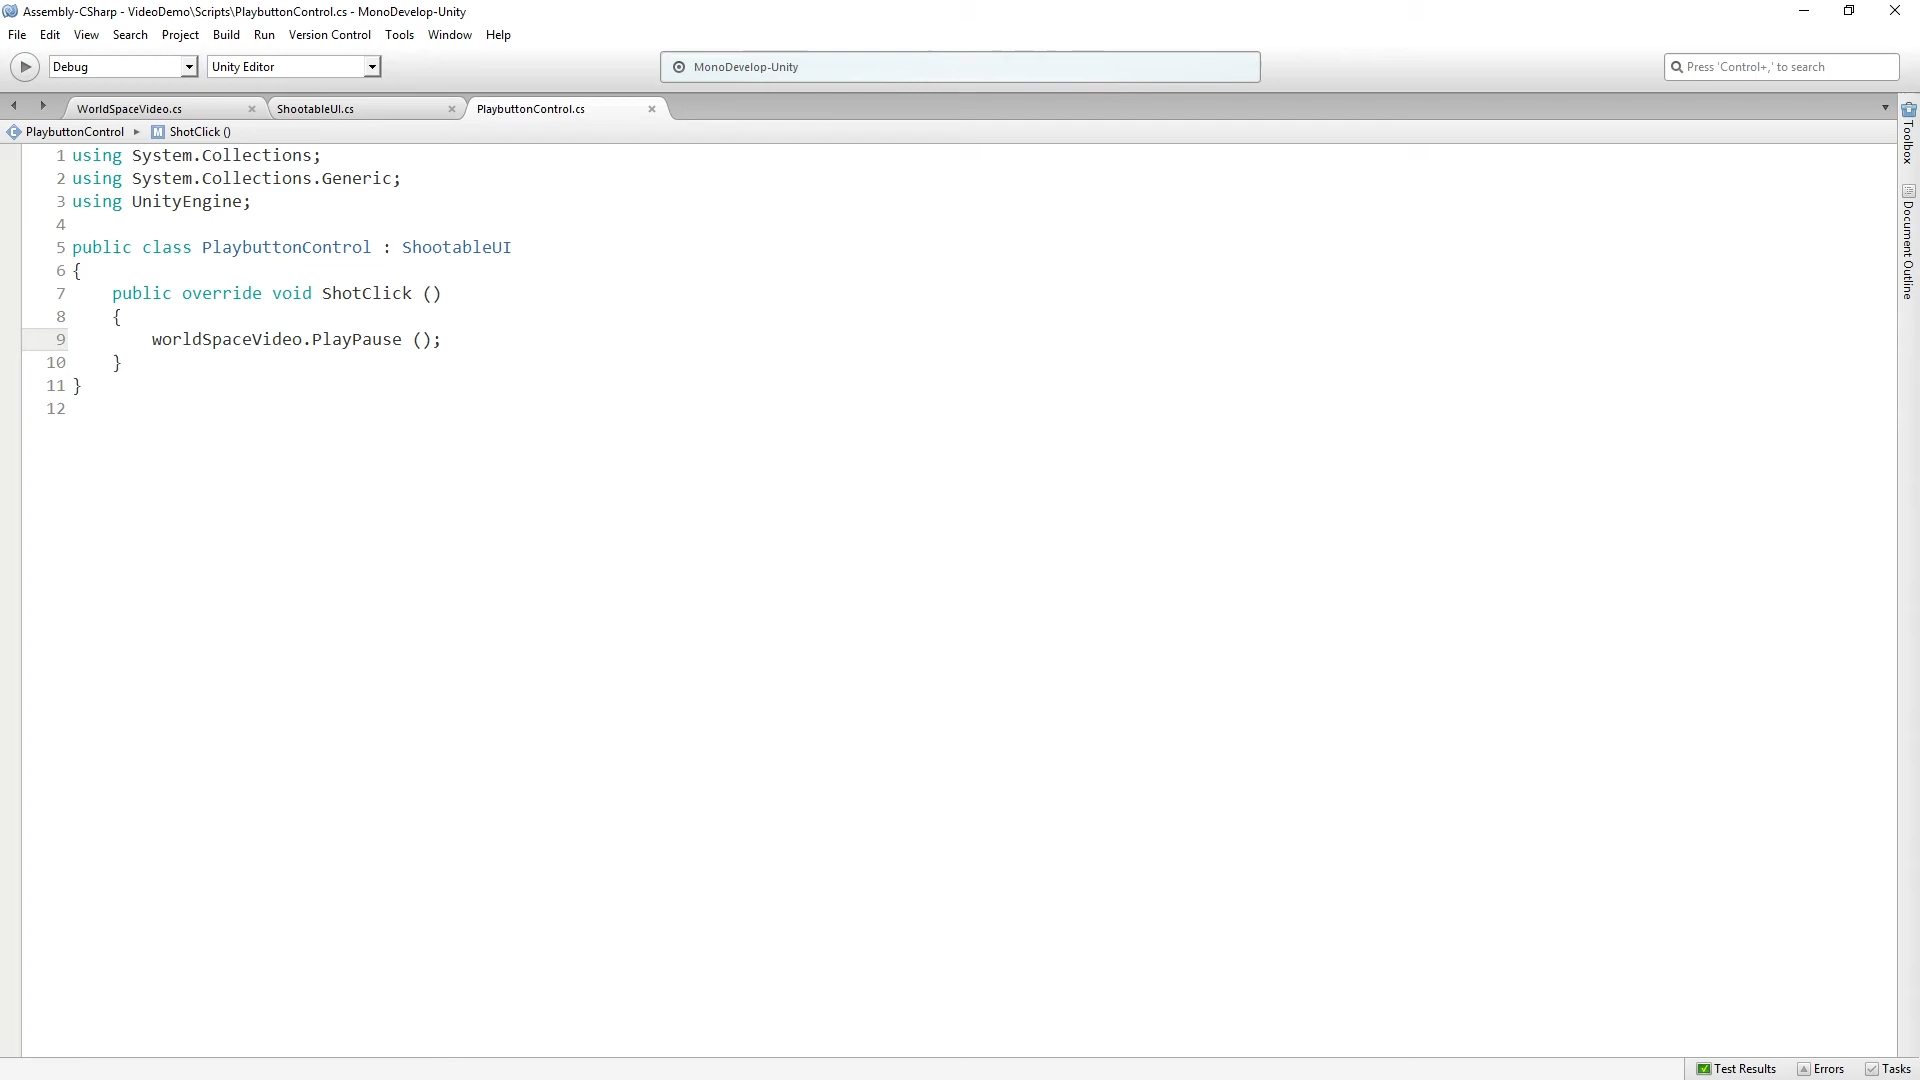 Assembly-CSharp - VideoDemo\Scripts\PlaybuttonControl.cs - MonoDevelop-Unity
File Edit View Search Project Build Run Version Control Tools Window Help
Debug Unity Editor MonoDevelop-Unity Press 'Control+,' to search
WorldSpaceVideo.cs ShootableUI.cs PlaybuttonControl.cs
PlaybuttonControl ShotClick ()
1 using System.Collections;
2 using System.Collections.Generic;
3 using UnityEngine;
4
5 public class PlaybuttonControl : ShootableUI
6 {
7     public override void ShotClick ()
8     {
9         worldSpaceVideo.PlayPause ();
10     }
11 }
12
Toolbox
Document Outline
Test Results Errors Tasks